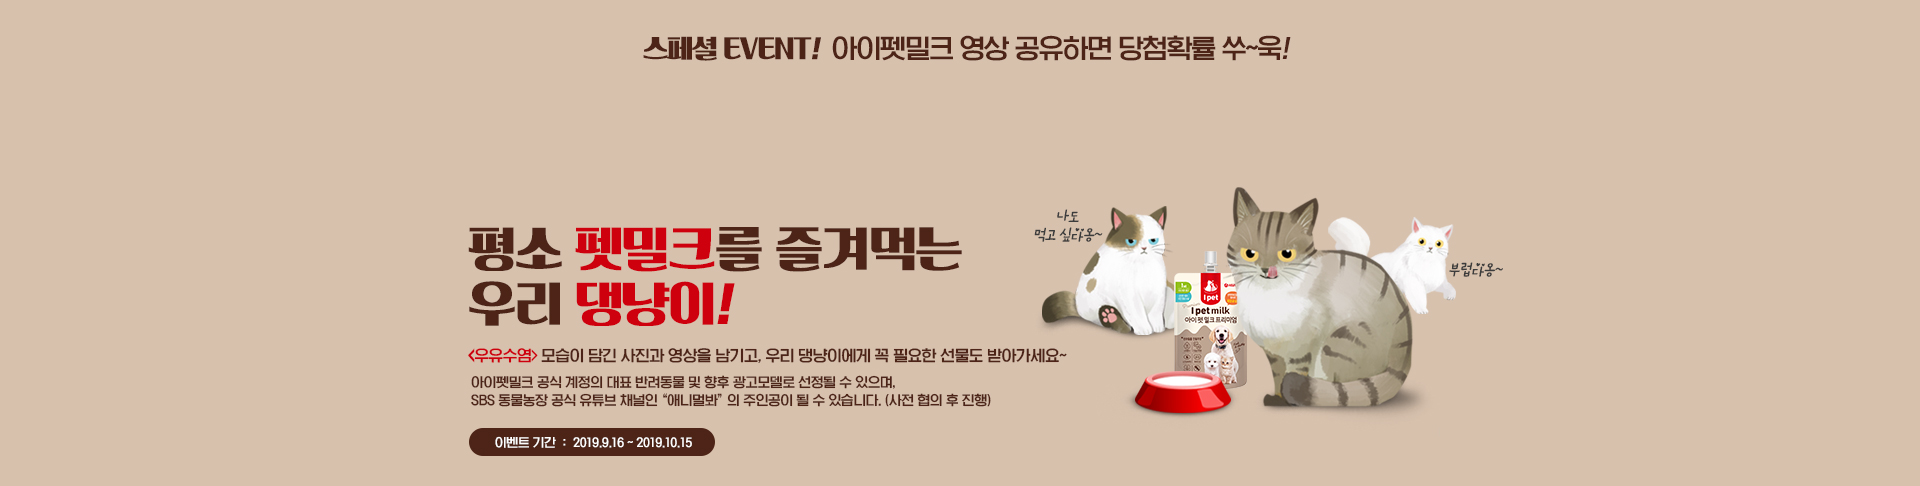 스페셜 EVENT! 아이펫밀크 영상 공유하면 당첨확률 쑤~욱!
나도
먹고 싶다옹~
부럽다옹~
평소 펫밀크를 즐겨먹는
우리 댕냥이!
<우유수염> 모습이 담긴 사진과 영상을 남기고, 우리 댕냥이에게 꼭 필요한 선물도 받아가세요~
아이펫밀크 공식 계정의 대표 반려동물 및 향후 광고모델로 선정될 수 있으며,
SBS 동물농장 공식 유튜브 채널인 “애니멀봐” 의 주인공이 될 수 있습니다. (사전 협의 후 진행)
이벤트 기간 : 2019.9.16 ~ 2019.10.15
I pet
I pet milk
아이 펫 밀크 프리미엄